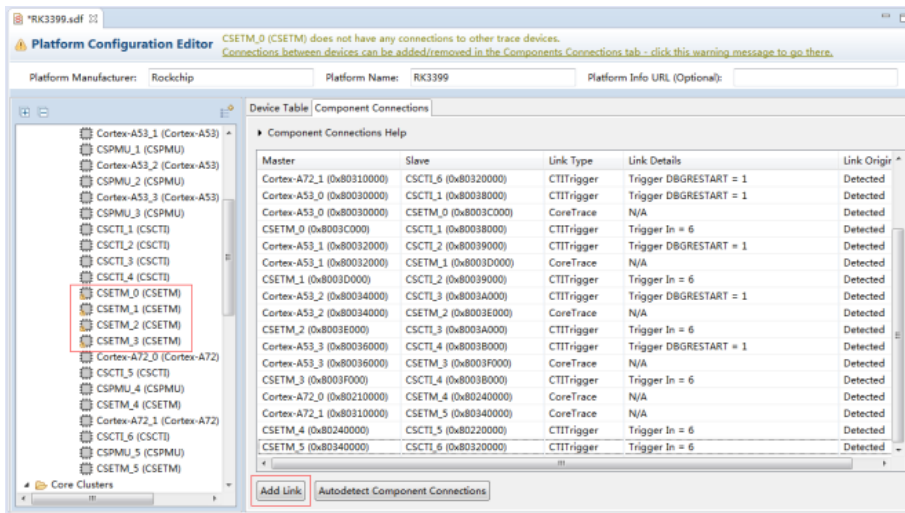 *RK3399.sdf
Platform Configuration Editor
CSETM_0 (CSETM) does not have any connections to other trace devices.
Connections between devices can be added/removed in the Components Connections tab - click this warning message to go there.
Platform Manufacturer: Rockchip Platform Name: RK3399 Platform Info URL (Optional):
Cortex-A53_1 (Cortex-A53)
CSPMU_1 (CSPMU)
Cortex-A53_2 (Cortex-A53)
CSPMU_2 (CSPMU)
Cortex-A53_3 (Cortex-A53)
CSPMU_3 (CSPMU)
CSCTI_1 (CSCTI)
CSCTI_2 (CSCTI)
CSCTI_3 (CSCTI)
CSCTI_4 (CSCTI)
CSETM_0 (CSETM)
CSETM_1 (CSETM)
CSETM_2 (CSETM)
CSETM_3 (CSETM)
Cortex-A72_0 (Cortex-A72)
CSCTI_5 (CSCTI)
CSPMU_4 (CSPMU)
CSETM_4 (CSETM)
Cortex-A72_1 (Cortex-A72)
CSCTI_6 (CSCTI)
CSPMU_5 (CSPMU)
CSETM_5 (CSETM)
Core Clusters
Device Table Component Connections
Component Connections Help
Master Slave Link Type Link Details Link Origin
Cortex-A72_1 (0x80310000) CSCTI_6 (0x80320000) CTITrigger Trigger DBGRESTART = 1 Detected
Cortex-A53_0 (0x80030000) CSCTI_1 (0x80038000) CTITrigger Trigger DBGRESTART = 1 Detected
Cortex-A53_0 (0x80030000) CSETM_0 (0x8003C000) CoreTrace N/A Detected
CSETM_0 (0x8003C000) CSCTI_1 (0x80038000) CTITrigger Trigger In = 6 Detected
Cortex-A53_1 (0x80032000) CSCTI_2 (0x80039000) CTITrigger Trigger DBGRESTART = 1 Detected
Cortex-A53_1 (0x80032000) CSETM_1 (0x8003D000) CoreTrace N/A Detected
CSETM_1 (0x8003D000) CSCTI_2 (0x80039000) CTITrigger Trigger In = 6 Detected
Cortex-A53_2 (0x80034000) CSCTI_3 (0x8003A000) CTITrigger Trigger DBGRESTART = 1 Detected
Cortex-A53_2 (0x80034000) CSETM_2 (0x8003E000) CoreTrace N/A Detected
CSETM_2 (0x8003E000) CSCTI_3 (0x8003A000) CTITrigger Trigger In = 6 Detected
Cortex-A53_3 (0x80036000) CSCTI_4 (0x8003B000) CTITrigger Trigger DBGRESTART = 1 Detected
Cortex-A53_3 (0x80036000) CSETM_3 (0x8003F000) CoreTrace N/A Detected
CSETM_3 (0x8003F000) CSCTI_4 (0x8003B000) CTITrigger Trigger In = 6 Detected
Cortex-A72_0 (0x80210000) CSETM_4 (0x80240000) CoreTrace N/A Detected
Cortex-A72_1 (0x80310000) CSETM_5 (0x80340000) CoreTrace N/A Detected
CSETM_4 (0x80240000) CSCTI_5 (0x80220000) CTITrigger Trigger In = 6 Detected
CSETM_5 (0x80340000) CSCTI_6 (0x80320000) CTITrigger Trigger In = 6 Detected
Add Link Autodetect Component Connections